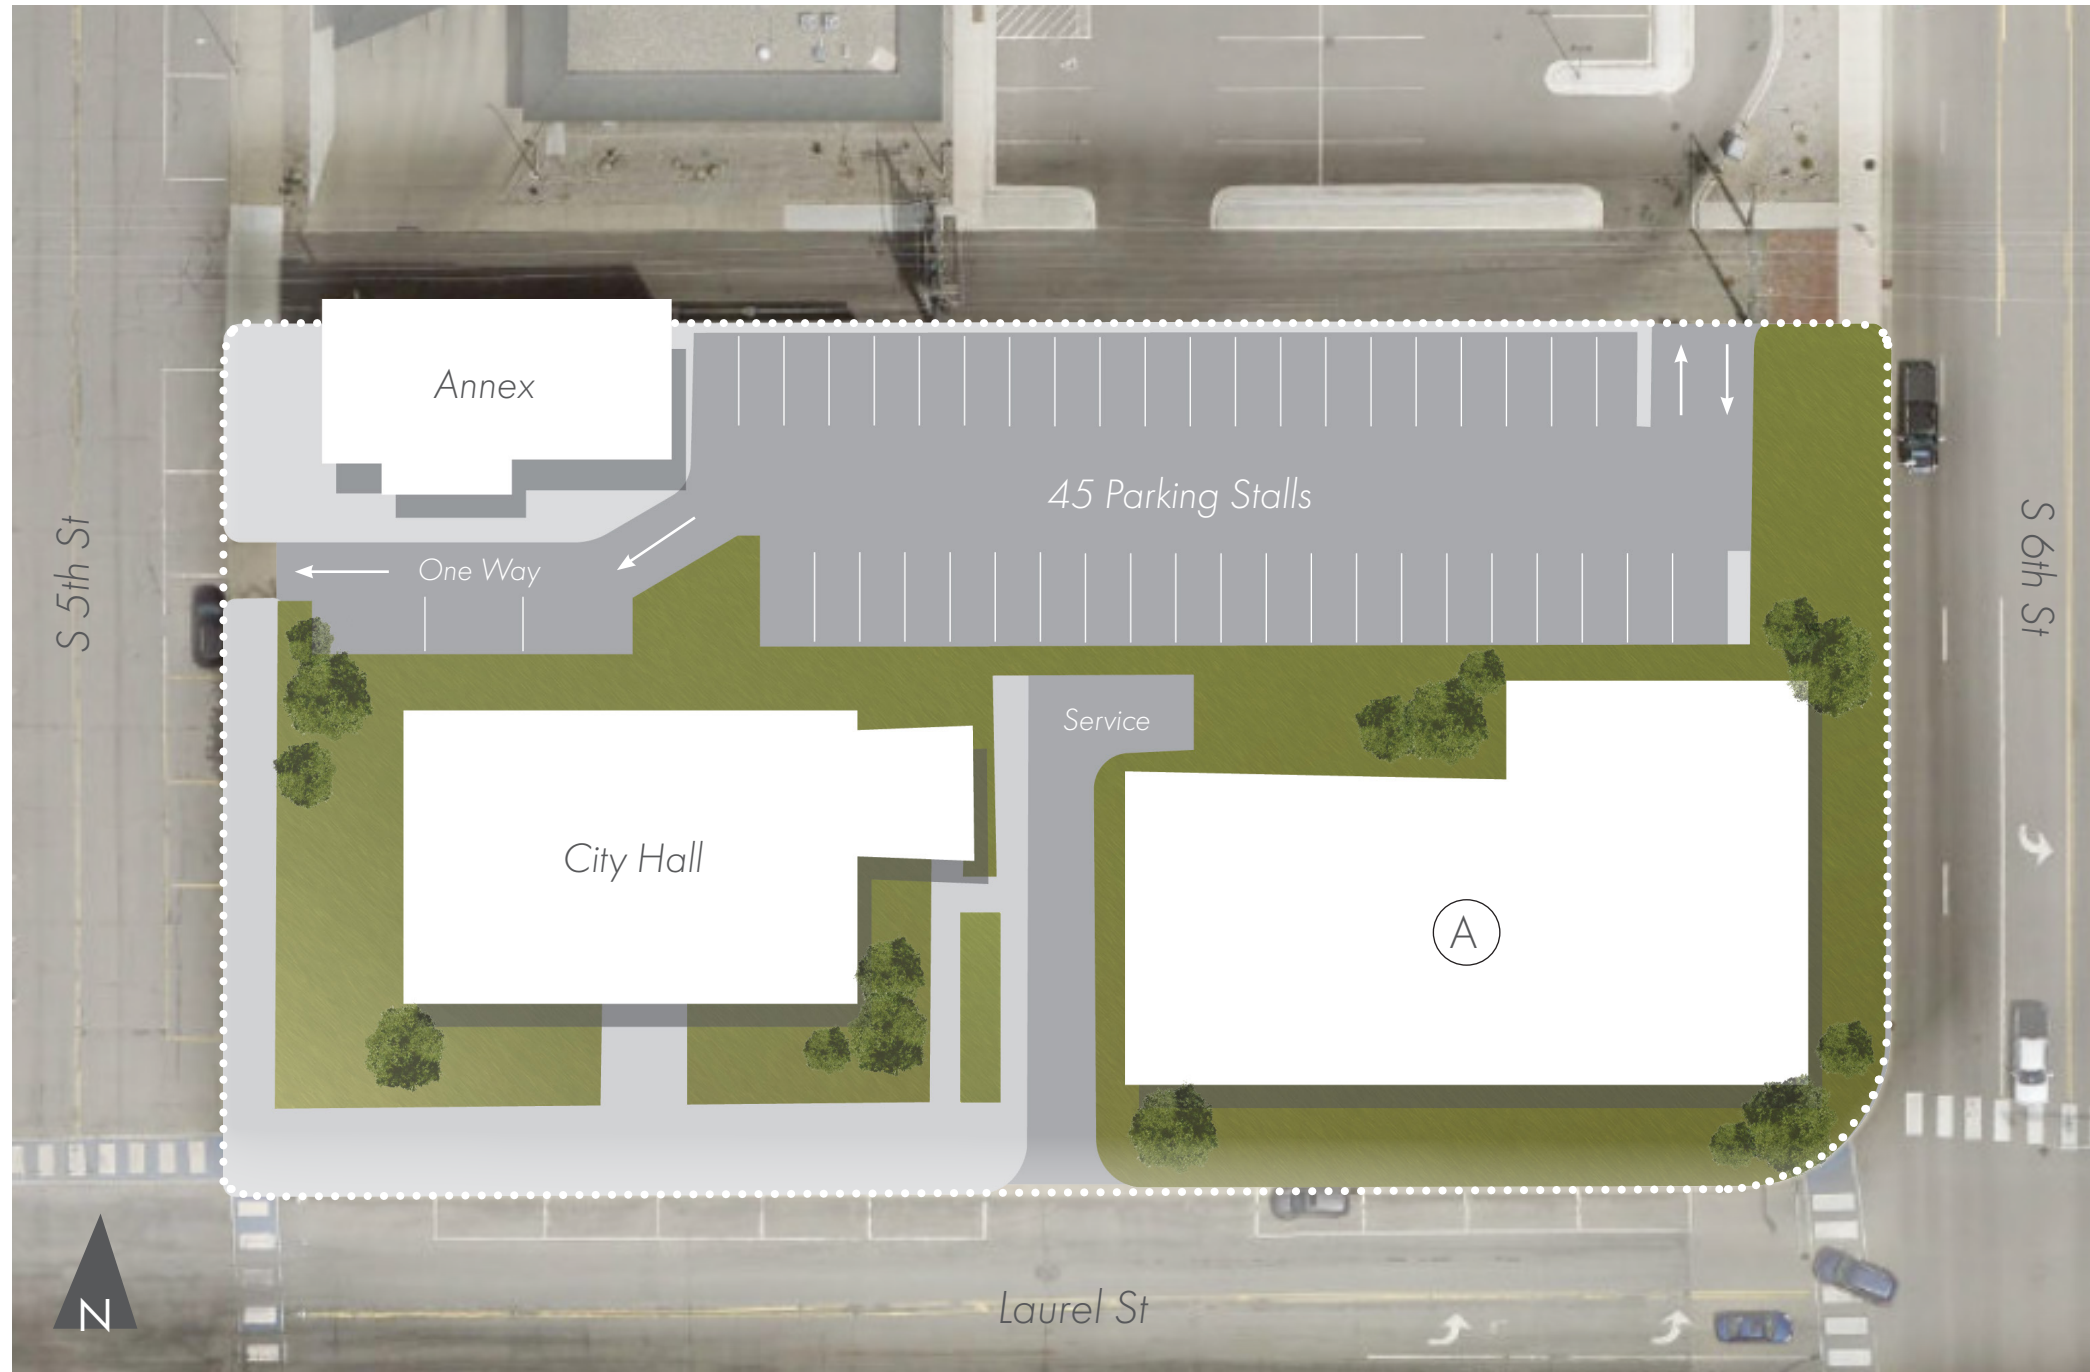 Annex
45 Parking Stalls
One Way
S 5th St
S 6th St
Service
City Hall
A
Laurel St
N